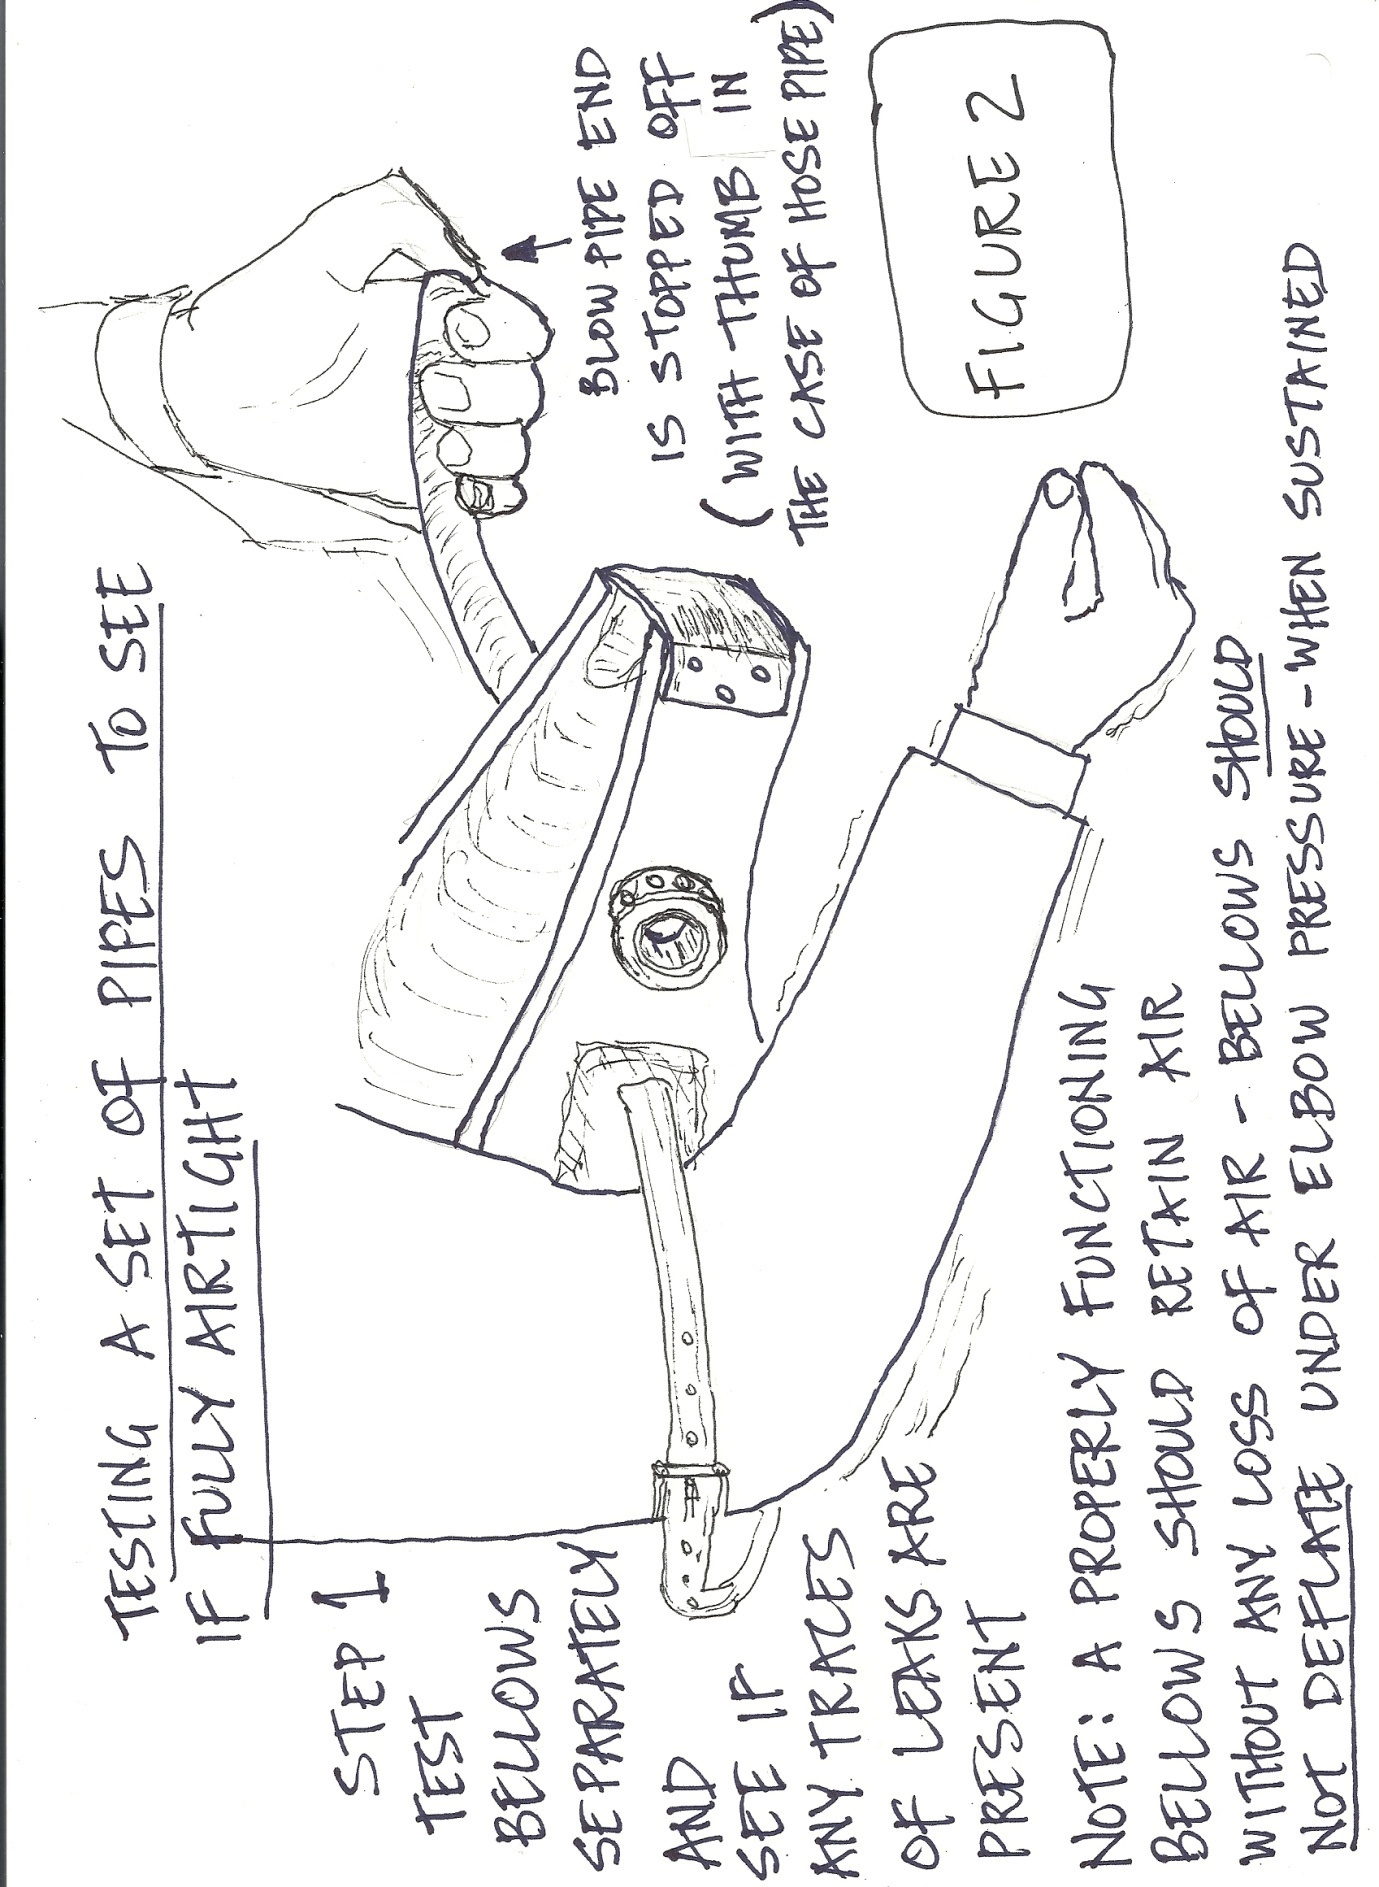 TESTING A SET OF PIPES TO SEE
IF FULLY AIRTIGHT
STEP 1
TEST
BELLOWS
SEPARATELY
AND
SEE IF
ANY TRACES
OF LEAKS ARE
PRESENT
BLOW PIPE END
IS STOPPED OFF
(WITH THUMB IN
THE CASE OF HOSE PIPE)
FIGURE 2
NOTE: A PROPERLY FUNCTIONING
BELLOWS SHOULD RETAIN AIR
WITHOUT ANY LOSS OF AIR - BELLOWS SHOULD
NOT DEFLATE UNDER ELBOW PRESSURE - WHEN SUSTAINED